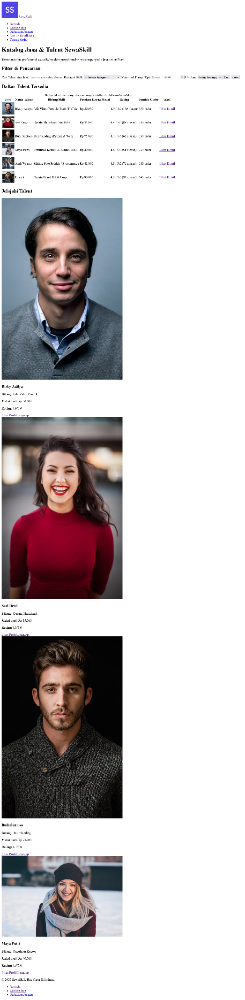 SS SewaSkill
Beranda
Katalog Jasa
Daftarkan Jasamu
Contoh Detail Jasa
Contoh Order
Katalog Jasa & Talent SewaSkill
Temukan talent profesional sesuai kebutuhan proyekmu dari ratusan penyedia jasa terverifikasi.
Filter & Pencarian
Cari Talent atau Jasa: Contoh: edit video, desain Kategori Skill: -- Semua Kategori -- Maksimal Harga (Rp): Contoh: 100000 Urutkan: Rating Tertingg Cari Reset
Daftar Talent Tersedia
Daftar talent dan penyedia jasa yang terdaftar di platform SewaSkill
Foto Nama Talent Bidang Skill Patokan Harga Mulai Rating Jumlah Order Aksi
Rizky Aditya Edit Video Pendek (Reels/TikTok) Rp 50.000 4.9 / 5.0 (120 ulasan) 320 order Lihat Detail
Sari Dewi Desain Thumbnail YouTube Rp 35.000 4.8 / 5.0 (88 ulasan) 210 order Lihat Detail
Budi Santoso Tutor Koding (Python & Web) Rp 75.000 4.7 / 5.0 (65 ulasan) 150 order Lihat Detail
Maya Putri Penulisan Konten & Artikel SEO Rp 40.000 4.6 / 5.0 (54 ulasan) 130 order Lihat Detail
Andi Wijaya Editing Foto Produk / E-commerce Rp 45.000 4.8 / 5.0 (76 ulasan) 180 order Lihat Detail
Lestari Desain Brand Kit & Logo Rp 90.000 4.9 / 5.0 (93 ulasan) 240 order Lihat Detail
Jelajahi Talent
Rizky Aditya
Bidang: Edit Video Pendek
Mulai dari: Rp 50.000
Rating: 4.9/5.0
Lihat Profil Lengkap
Sari Dewi
Bidang: Desain Thumbnail
Mulai dari: Rp 35.000
Rating: 4.8/5.0
Lihat Profil Lengkap
Budi Santoso
Bidang: Tutor Koding
Mulai dari: Rp 75.000
Rating: 4.7/5.0
Lihat Profil Lengkap
Maya Putri
Bidang: Penulisan Konten
Mulai dari: Rp 40.000
Rating: 4.6/5.0
Lihat Profil Lengkap
© 2025 SewaSkill. Hak Cipta Dilindungi.
Beranda
Katalog Jasa
Daftarkan Jasamu